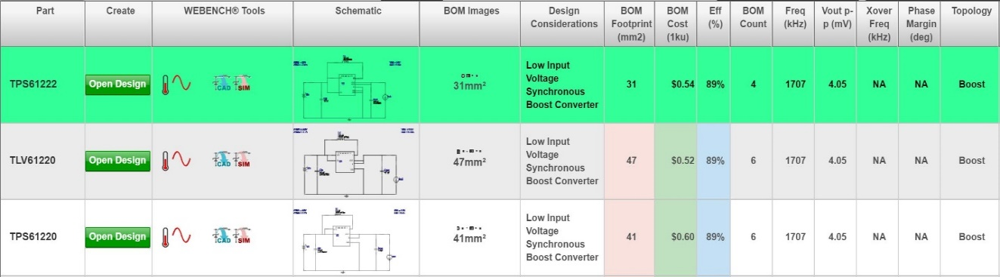 Part Create WEBENCH® Tools Schematic BOM Images Design Considerations BOM Footprint (mm2) BOM Cost (1ku) Eff (%) BOM Count Freq (kHz) Vout p-p (mV) Xover Freq (kHz) Phase Margin (deg) Topology
TPS61222 Open Design CAD SIM 31mm² Low Input Voltage Synchronous Boost Converter 31 $0.54 89% 4 1707 4.05 NA NA Boost
TLV61220 Open Design CAD SIM 47mm² Low Input Voltage Synchronous Boost Converter 47 $0.52 89% 6 1707 4.05 NA NA Boost
TPS61220 Open Design CAD SIM 41mm² Low Input Voltage Synchronous Boost Converter 41 $0.60 89% 6 1707 4.05 NA NA Boost